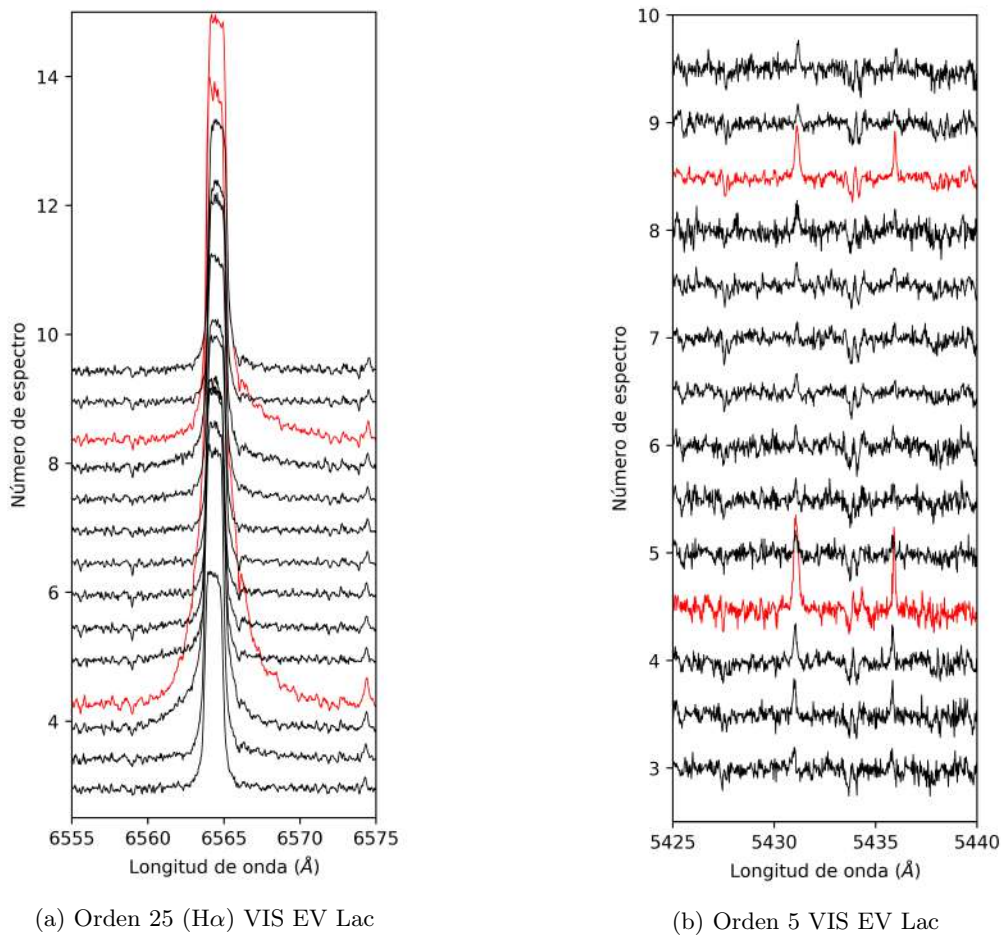 14
12
10
8
6
4
Número de espectro
6555 6560 6565 6570 6575
Longitud de onda (Å)
(a) Orden 25 (Hα) VIS EV Lac
10
9
8
7
6
5
4
3
Número de espectro
5425 5430 5435 5440
Longitud de onda (Å)
(b) Orden 5 VIS EV Lac